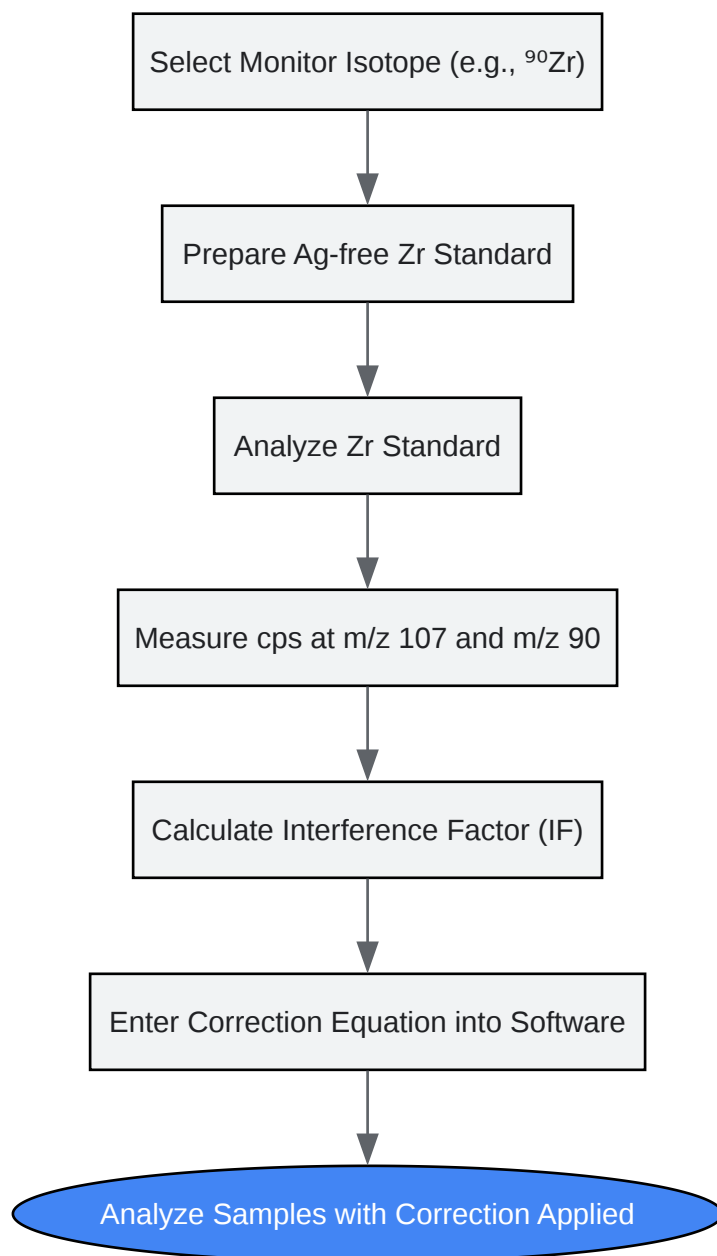 Select Monitor Isotope (e.g., ⁹⁰Zr)
Prepare Ag-free Zr Standard
Analyze Zr Standard
Measure cps at m/z 107 and m/z 90
Calculate Interference Factor (IF)
Enter Correction Equation into Software
Analyze Samples with Correction Applied